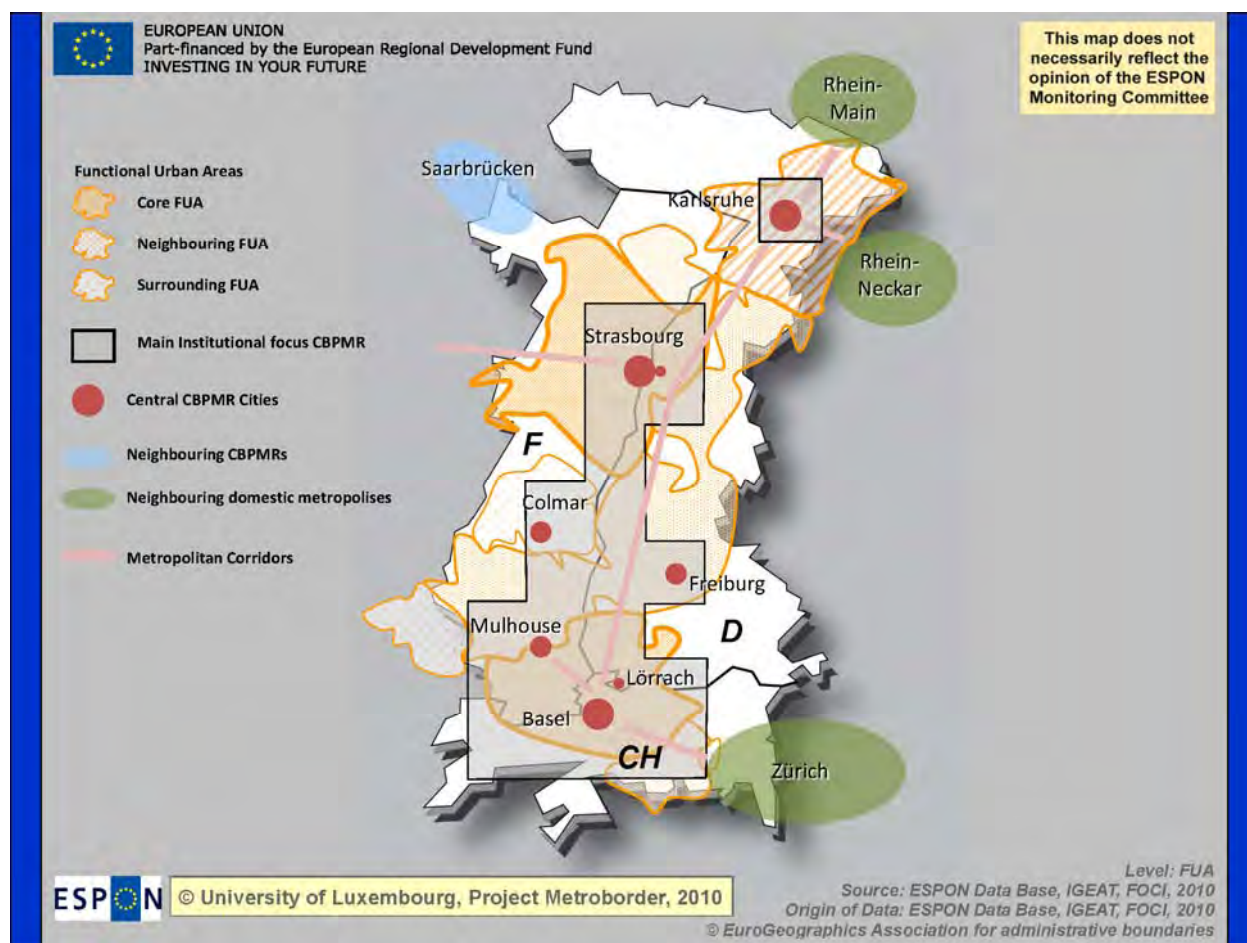 EUROPEAN UNION
Part-financed by the European Regional Development Fund
INVESTING IN YOUR FUTURE
This map does not
necessarily reflect the
opinion of the ESPON
Monitoring Committee
Functional Urban Areas
Core FUA
Neighbouring FUA
Surrounding FUA
Main Institutional focus CBPMR
Central CBPMR Cities
Neighbouring CBPMRs
Neighbouring domestic metropolises
Metropolitan Corridors
Rhein-
Main
Saarbrücken
Karlsruhe
Rhein-
Neckar
Strasbourg
F
Colmar
Freiburg
Mulhouse
D
Lörrach
Basel
CH
Zürich
ESPON
© University of Luxembourg, Project Metroborder, 2010
Level: FUA
Source: ESPON Data Base, IGEAT, FOCI, 2010
Origin of Data: ESPON Data Base, IGEAT, FOCI, 2010
© EuroGeographics Association for administrative boundaries